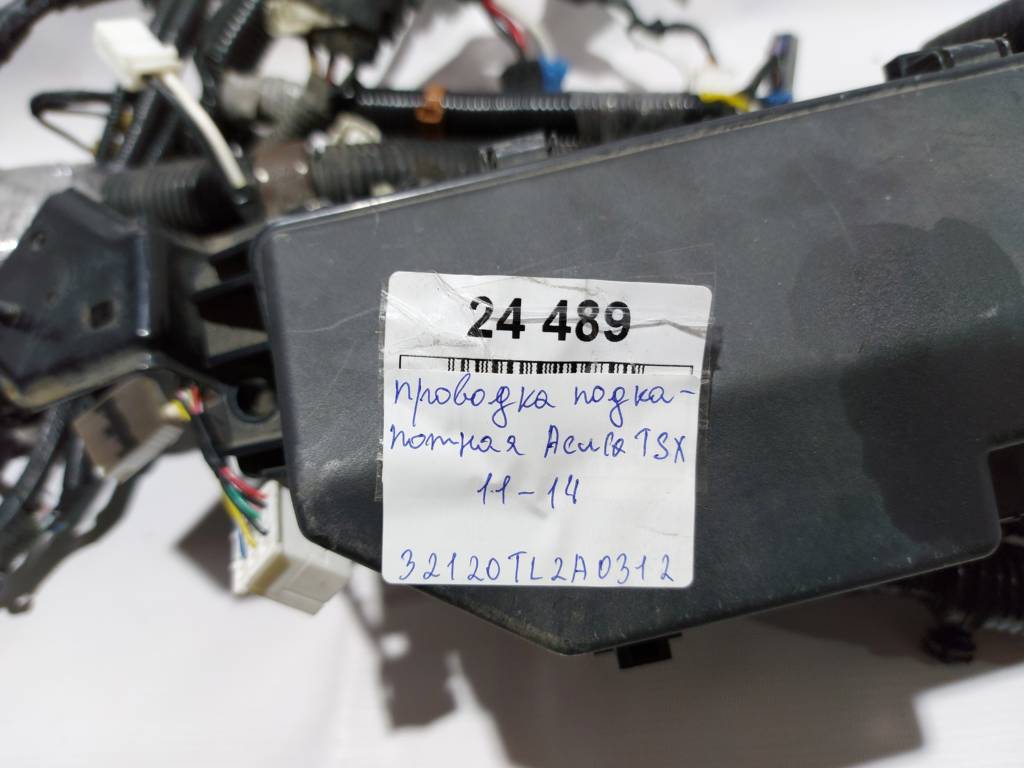 24 489
проводка подка-
потная Acura TSX
11-14
32120TL2A0312